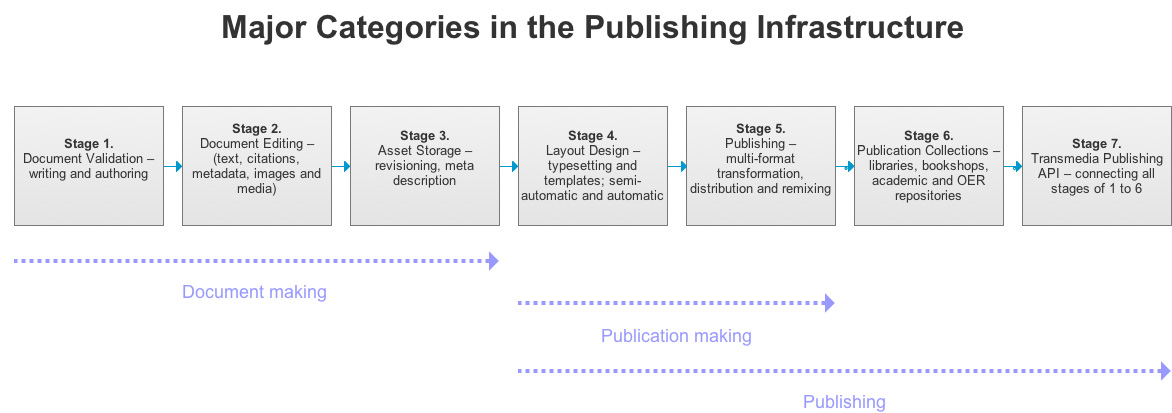 Major Categories in the Publishing Infrastructure
Stage 1.
Document Validation –
writing and authoring
Stage 2.
Document Editing –
(text, citations,
metadata, images and
media)
Stage 3.
Asset Storage –
revisioning, meta
description
Stage 4.
Layout Design –
typesetting and
templates; semi-
automatic and automatic
Stage 5.
Publishing –
multi-format
transformation,
distribution and remixing
Stage 6.
Publication Collections –
libraries, bookshops,
academic and OER
repositories
Stage 7.
Transmedia Publishing
API – connecting all
stages of 1 to 6
Document making
Publication making
Publishing